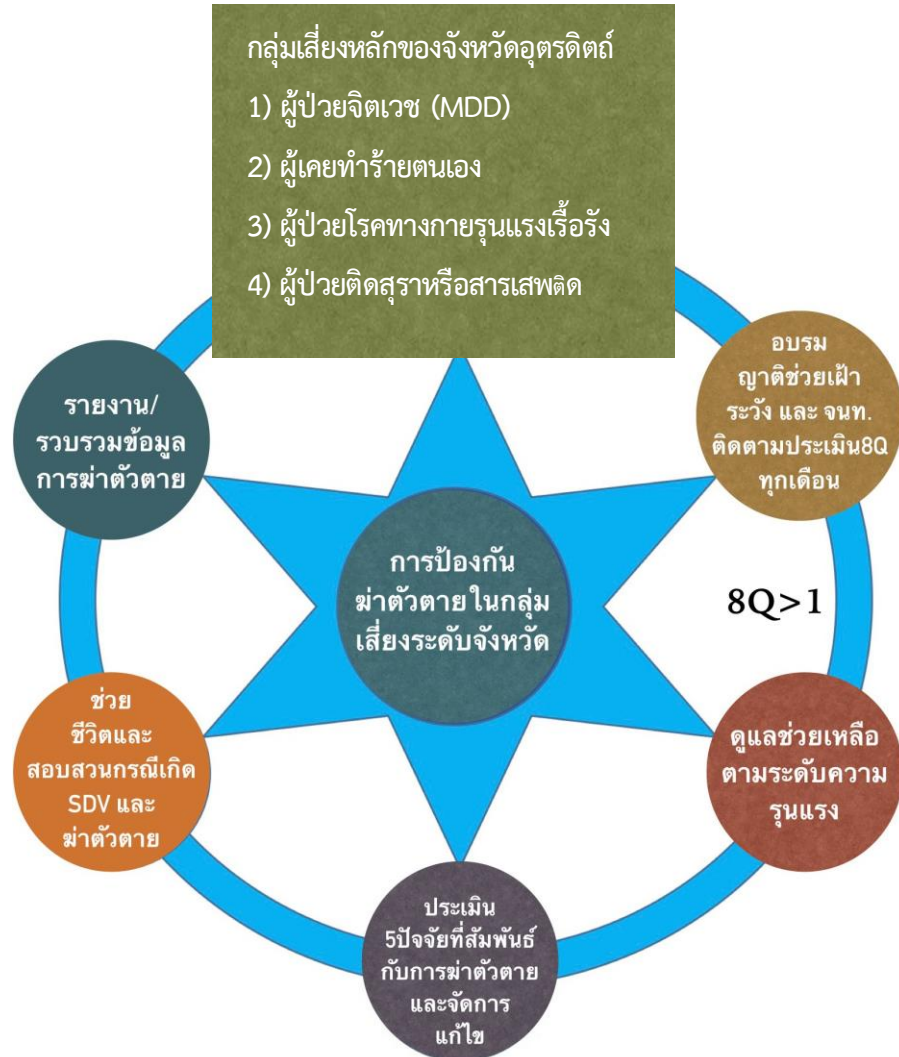 กลุ่มเสี่ยงหลักของจังหวัดอุตรดิตถ์
1) ผู้ป่วยจิตเวช (MDD)
2) ผู้เคยทำร้ายตนเอง
3) ผู้ป่วยโรคทางกายรุนแรงเรื้อรัง
4) ผู้ป่วยติดสุราหรือสารเสพติด
อบรม
ญาติช่วยเฝ้า
ระวัง และ จนท.
ติดตามประเมิน8Q
ทุกเดือน
8Q>1
ดูแลช่วยเหลือ
ตามระดับความ
รุนแรง
ประเมิน
5ปัจจัยที่สัมพันธ์
กับการฆ่าตัวตาย
และจัดการ
แก้ไข
ช่วย
ชีวิตและ
สอบสวนกรณีเกิด
SDV และ
ฆ่าตัวตาย
รายงาน/
รวบรวมข้อมูล
การฆ่าตัวตาย
การป้องกัน
ฆ่าตัวตายในกลุ่ม
เสี่ยงระดับจังหวัด